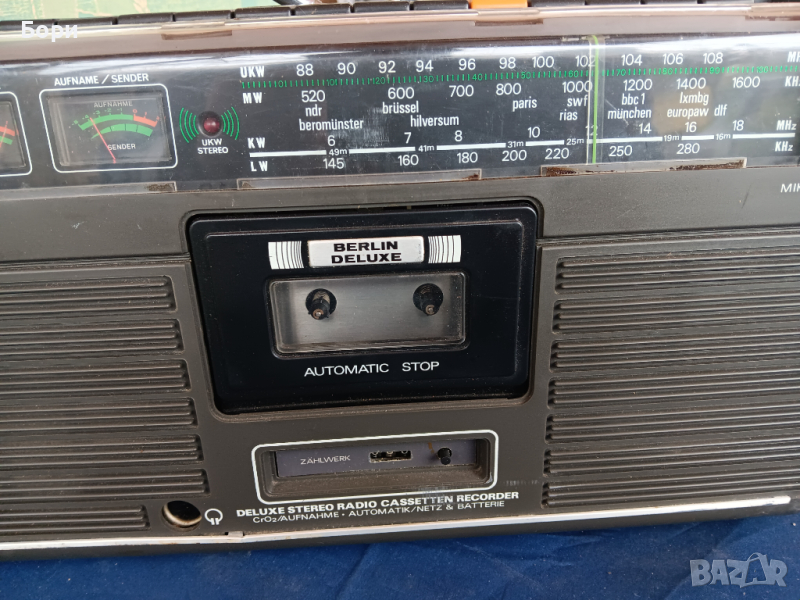 Бори
AUFNAME / SENDER
AUFNAHME
SENDER
UKW
STEREO
UKW 88 90 92 94 96 98 100 102 104 106 108
MW 520 600 700 800 1000 1200 1400 1600
ndr brüssel paris swf bbc1 lxmbg
beromünster hilversum rias münchen europaw dlf
KW 6 7 8 10 12 14 16 18 MHz
49m 41m 31m 25m 19m 16m
LW 145 160 180 200 220 250 280 KHz
BERLIN
DELUXE
AUTOMATIC STOP
ZÄHLWERK
DELUXE STEREO RADIO CASSETTEN RECORDER
CrO2/AUFNAHME · AUTOMATIK/NETZ & BATTERIE
BAZAR